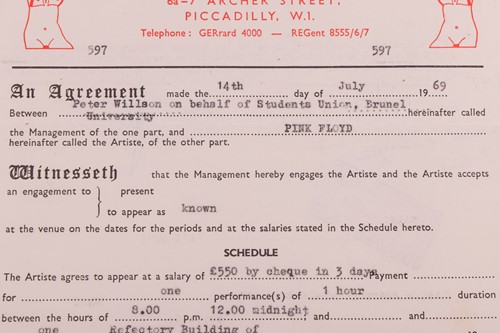 6a-7 ARCHER STREET,
PICCADILLY, W.1.
Telephone: GERrard 4000 — REGent 8555/6/7
597 597
An Agreement made the 14th day of July 1969
Between Peter Willson on behalf of Students Union, Brunel University hereinafter called
the Management of the one part, and PINK FLOYD
hereinafter called the Artiste, of the other part.
Witnesseth that the Management hereby engages the Artiste and the Artiste accepts
an engagement to } present
to appear as known
at the venue on the dates for the periods and at the salaries stated in the Schedule hereto.
SCHEDULE
The Artiste agrees to appear at a salary of £550 by cheque in 3 days Payment
for one performance(s) of 1 hour duration
between the hours of 8.00 p.m. 12.00 midnight and and
one Refectory Building of